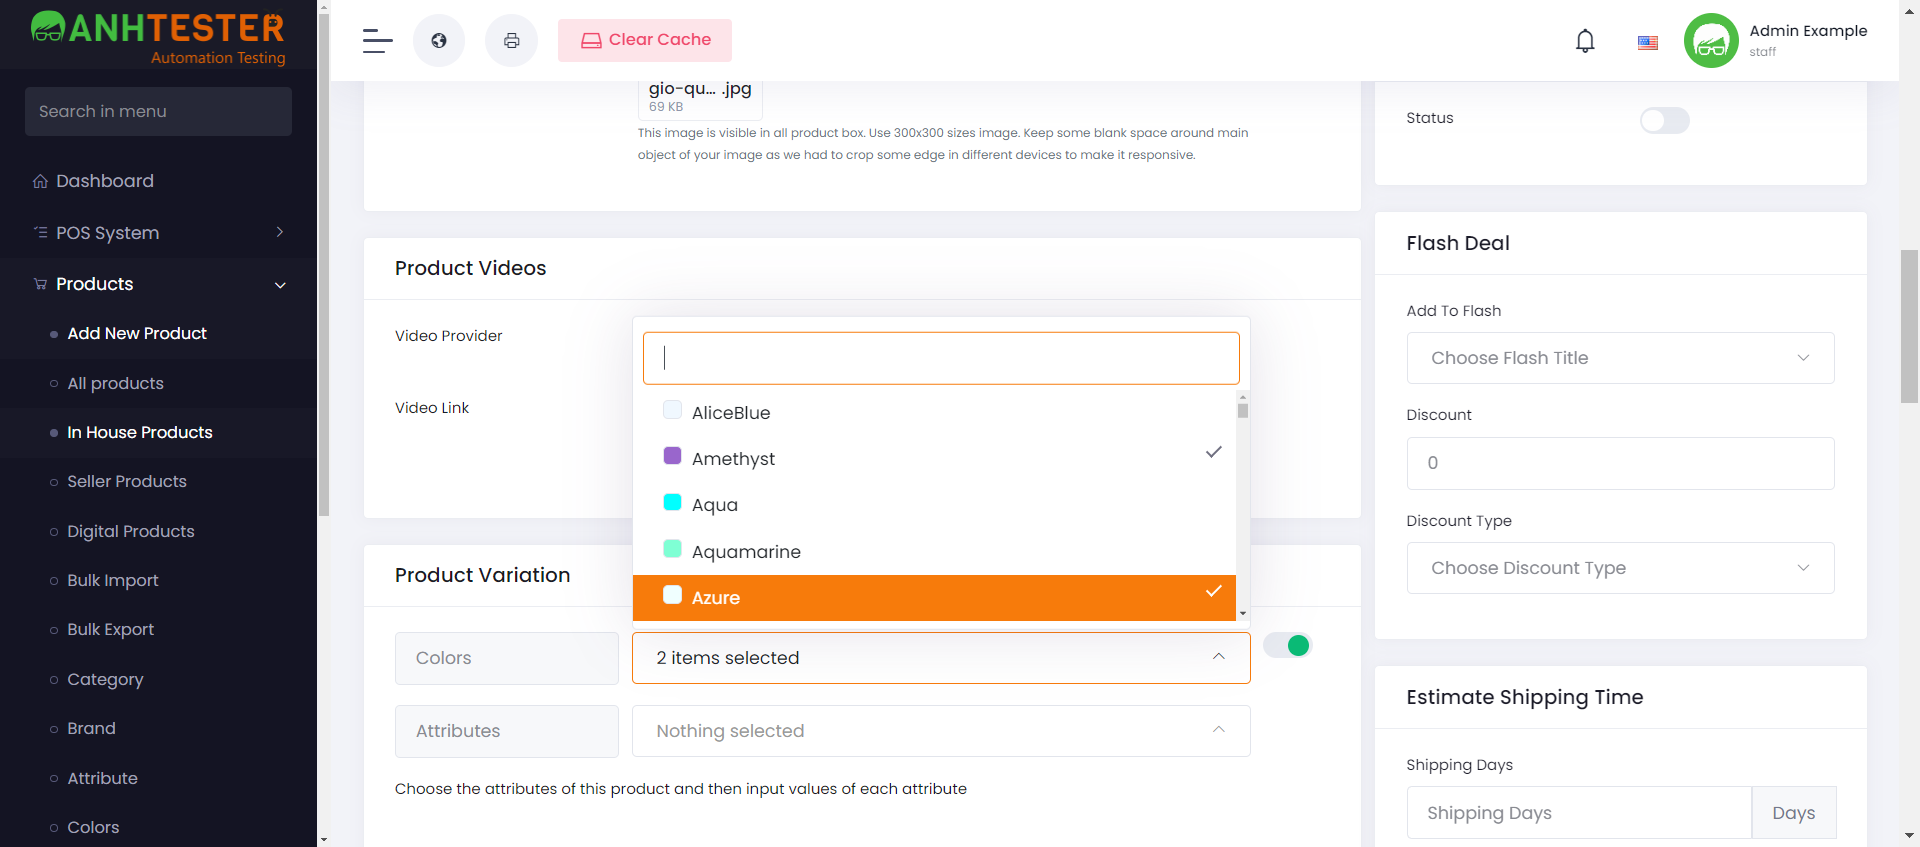 ANHTESTER
Automation Testing
Search in menu
Dashboard
POS System
Products
Add New Product
All products
In House Products
Seller Products
Digital Products
Bulk Import
Bulk Export
Category
Brand
Attribute
Colors
Clear Cache
Admin Example
staff
gio-qu... .jpg
69 KB
This image is visible in all product box. Use 300x300 sizes image. Keep some blank space around main
object of your image as we had to crop some edge in different devices to make it responsive.
Product Videos
Video Provider
Video Link
AliceBlue
Amethyst
Aqua
Aquamarine
Azure
Product Variation
Colors
2 items selected
Attributes
Nothing selected
Choose the attributes of this product and then input values of each attribute
Status
Flash Deal
Add To Flash
Choose Flash Title
Discount
0
Discount Type
Choose Discount Type
Estimate Shipping Time
Shipping Days
Shipping Days
Days